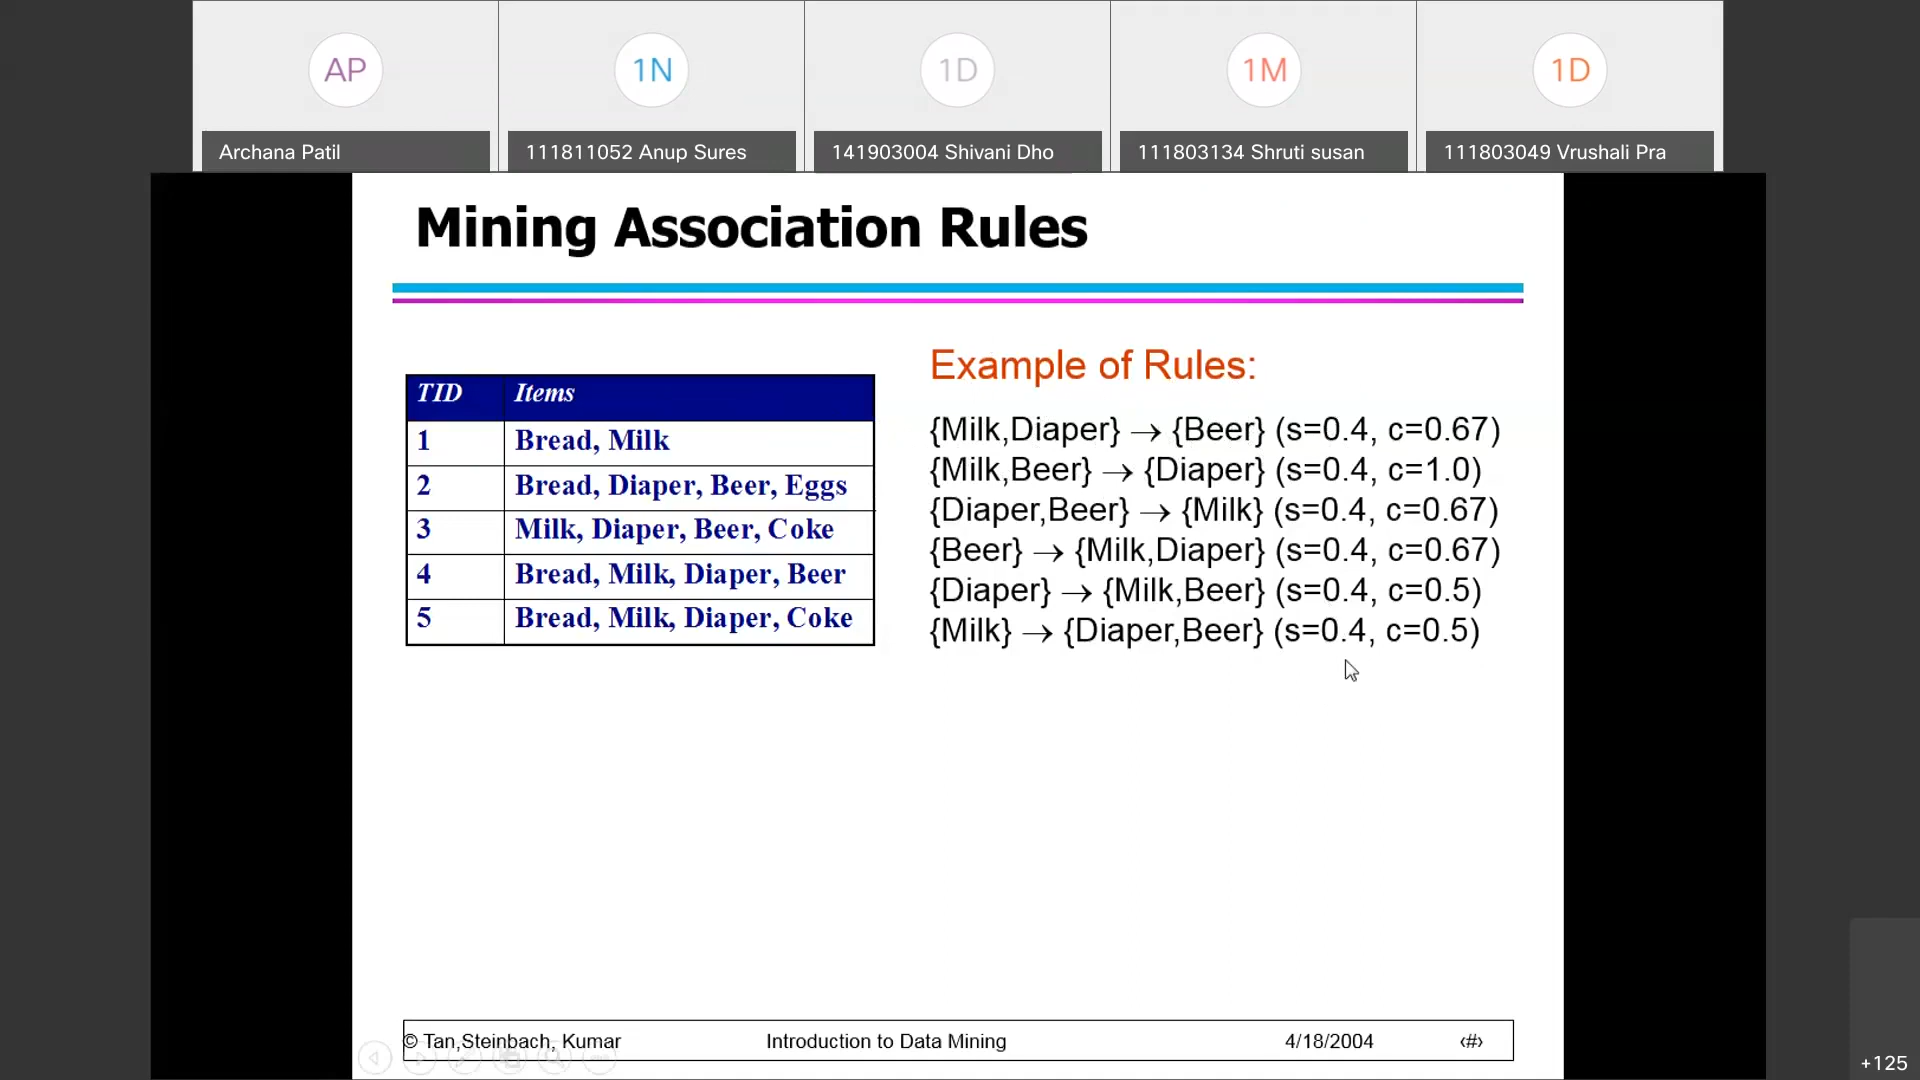 AP
1N
1D
1M
1D
Archana Patil
111811052 Anup Sures
141903004 Shivani Dho
111803134 Shruti susan
111803049 Vrushali Pra
Mining Association Rules
TID Items
1 Bread, Milk
2 Bread, Diaper, Beer, Eggs
3 Milk, Diaper, Beer, Coke
4 Bread, Milk, Diaper, Beer
5 Bread, Milk, Diaper, Coke
Example of Rules:
{Milk,Diaper} → {Beer} (s=0.4, c=0.67)
{Milk,Beer} → {Diaper} (s=0.4, c=1.0)
{Diaper,Beer} → {Milk} (s=0.4, c=0.67)
{Beer} → {Milk,Diaper} (s=0.4, c=0.67)
{Diaper} → {Milk,Beer} (s=0.4, c=0.5)
{Milk} → {Diaper,Beer} (s=0.4, c=0.5)
© Tan,Steinbach, Kumar Introduction to Data Mining 4/18/2004 ‹#›
+125